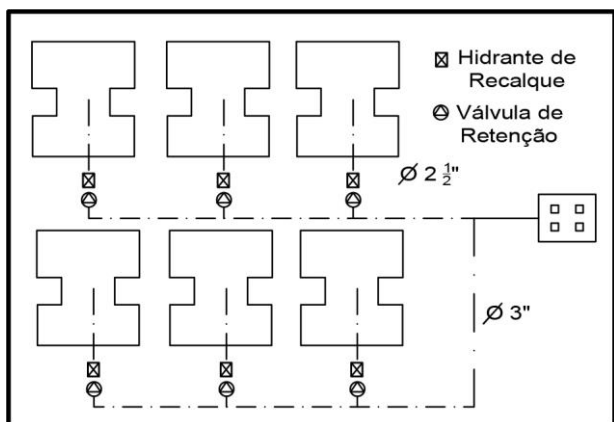 Hidrante de
Recalque
Válvula de
Retenção
Ø 2 ½"
Ø 3"